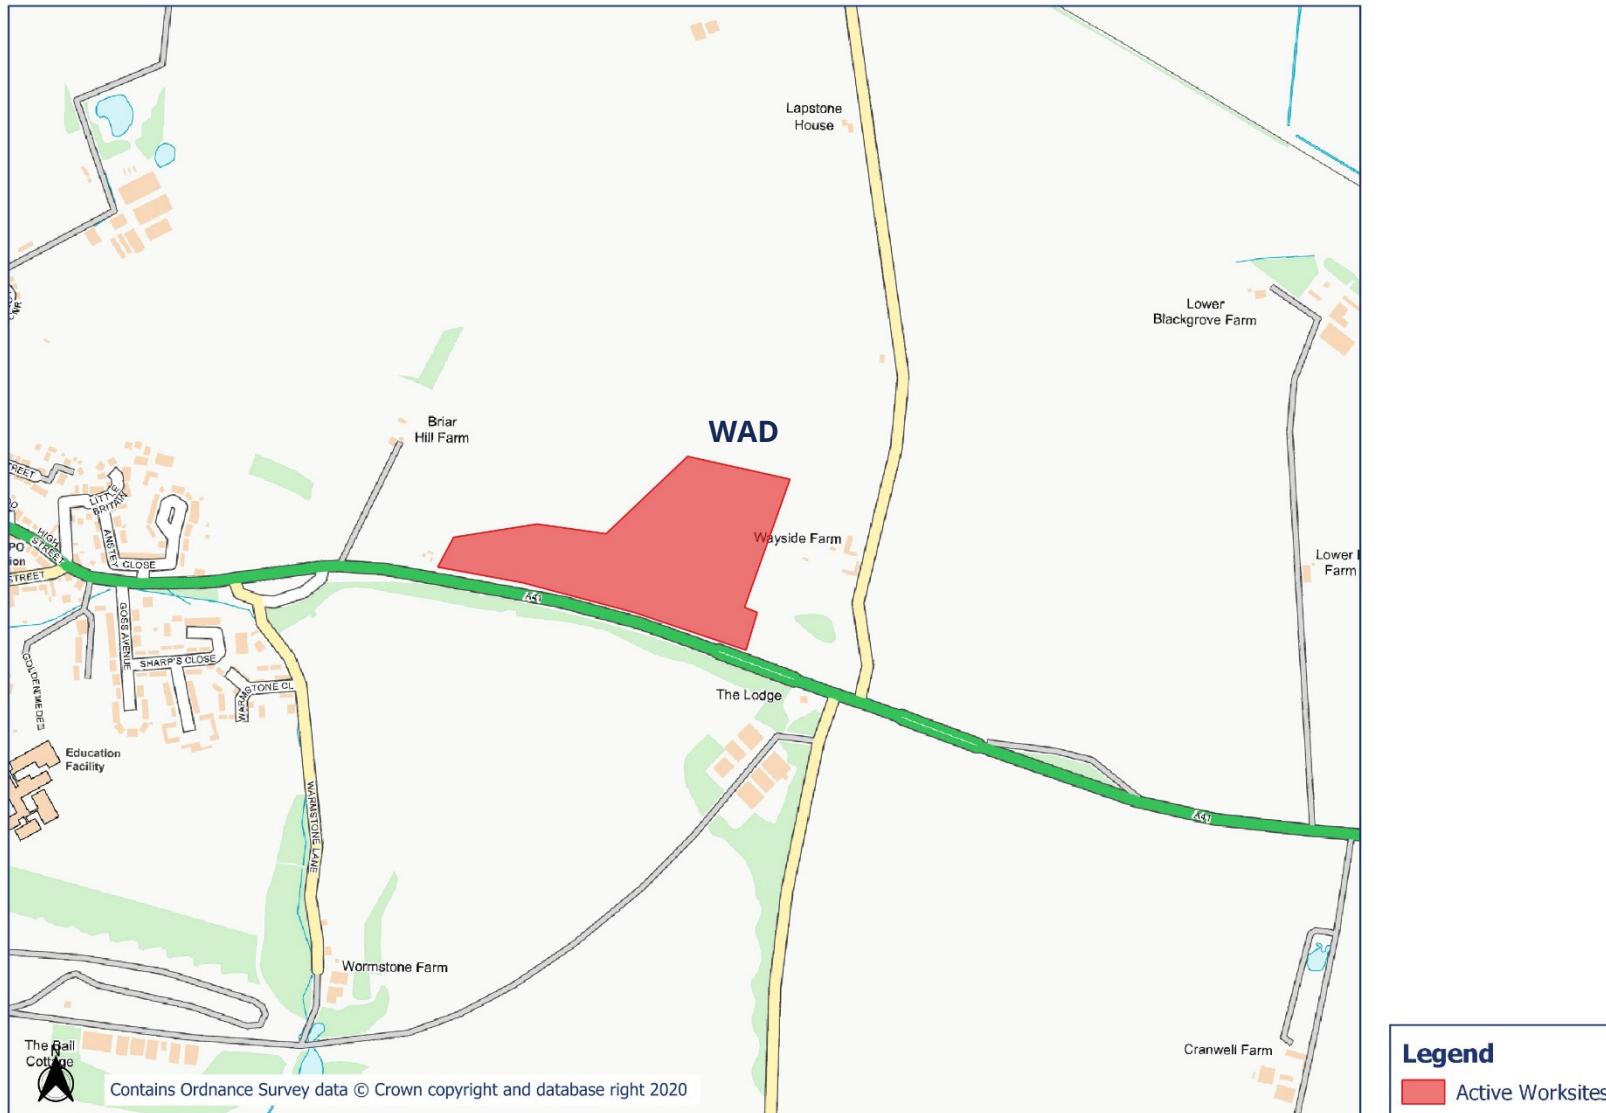 Lapstone
House
Lower
Blackgrove Farm
Briar
Hill Farm
WAD
Wayside Farm
LITTLE
BRITAIN
ANSTEY CLOSE
HIGH
STREET
PO
STREET
A41
Lower
Farm
GOSS AVENUE
SHARP'S CLOSE
WARMSTONE CL
GOLDEN MEDE
The Lodge
Education
Facility
WARMSTONE LANE
A41
Wormstone Farm
The Bail
Cottage
N
Cranwell Farm
Contains Ordnance Survey data © Crown copyright and database right 2020
Legend
Active Worksites